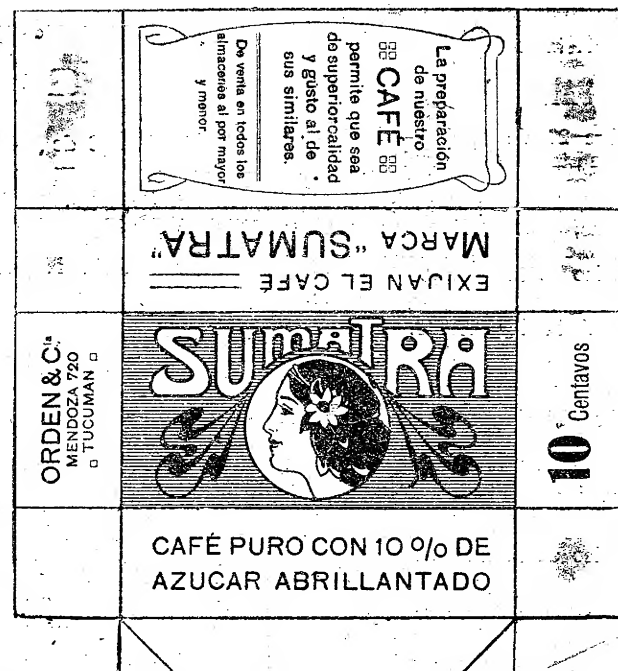 La preparación
de nuestro
CAFÉ
permite que sea
de superior calidad
y gusto al de
sus similares.
De venta en todos los
almacenes al por mayor
y menor.
EXIJAN EL CAFÉ
MARCA "SUMATRA"
SUMATRA
ORDEN & Cía
MENDOZA 720
TUCUMAN
10 Centavos
CAFÉ PURO CON 10 % DE
AZUCAR ABRILLANTADO